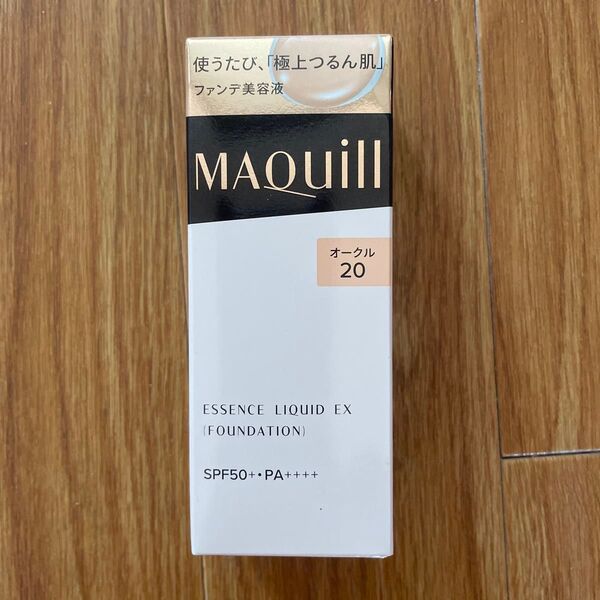 使うたび、「極上つるん肌」
ファンデ美容液
MAQuill
オークル
20
ESSENCE LIQUID EX
(FOUNDATION)
SPF50+・PA++++